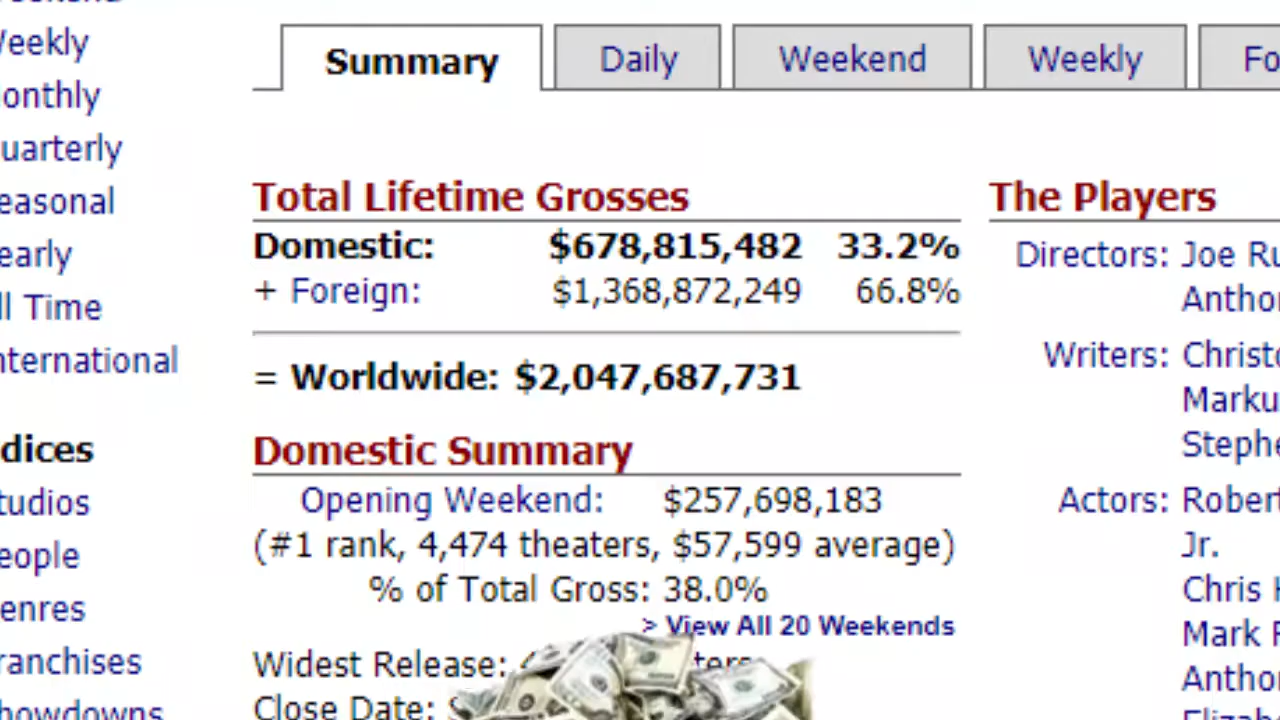 Weekly
Summary Daily Weekend Weekly
Total Lifetime Grosses
Domestic: $678,815,482 33.2%
+ Foreign: $1,368,872,249 66.8%
= Worldwide: $2,047,687,731
Domestic Summary
Opening Weekend: $257,698,183
(#1 rank, 4,474 theaters, $57,599 average)
% of Total Gross: 38.0%
> View All 20 Weekends
Widest Release:
Close Date:
The Players
Directors: Joe Ru
Anthon
Writers: Christo
Marku
Stephe
Actors: Robert
Jr.
Chris H
Mark R
Anthon
onthly
uarterly
easonal
early
ll Time
nternational
dices
tudios
eople
enres
ranchises
howdowns